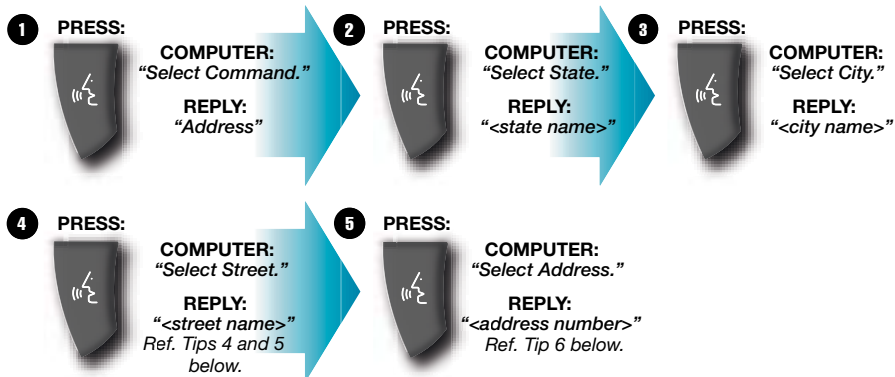 1 PRESS:
COMPUTER:
“Select Command.”
REPLY:
“Address”
2 PRESS:
COMPUTER:
“Select State.”
REPLY:
“<state name>”
3 PRESS:
COMPUTER:
“Select City.”
REPLY:
“<city name>”
4 PRESS:
COMPUTER:
“Select Street.”
REPLY:
“<street name>”
Ref. Tips 4 and 5
below.
5 PRESS:
COMPUTER:
“Select Address.”
REPLY:
“<address number>”
Ref. Tip 6 below.